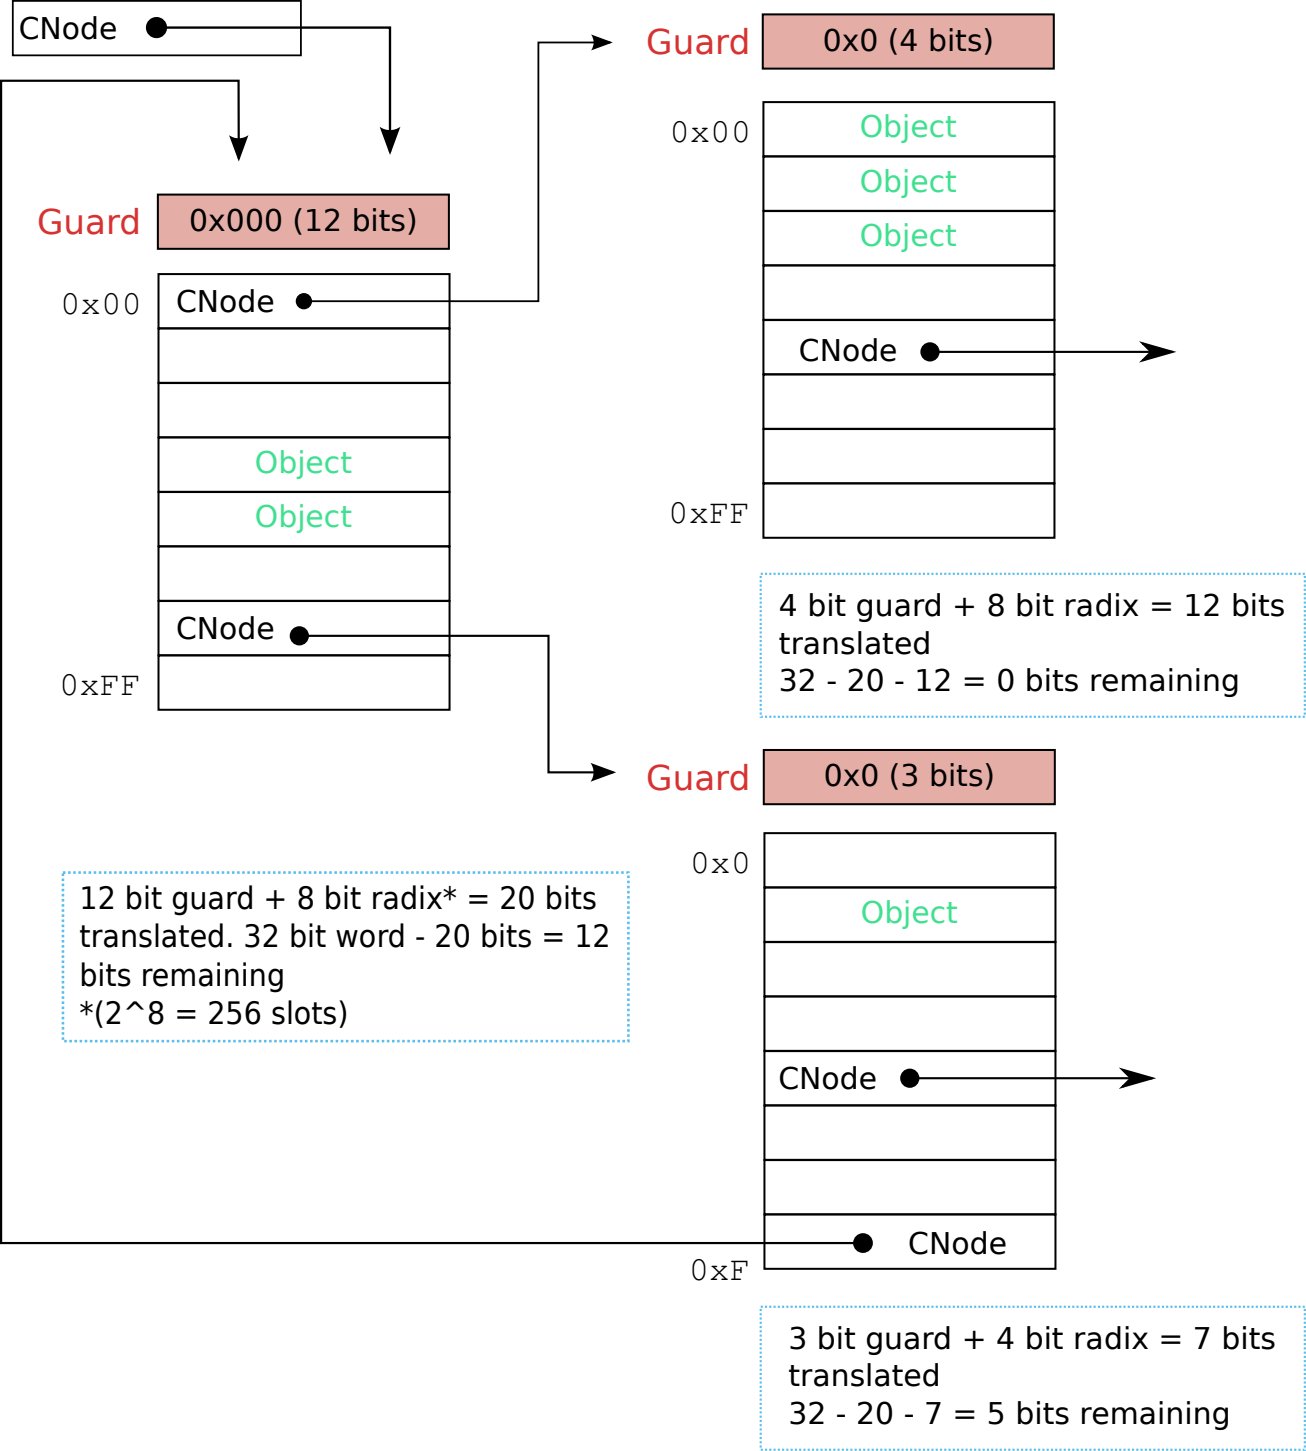 CNode
Guard 0x000 (12 bits)
0x00 CNode
Object
Object
CNode
0xFF
12 bit guard + 8 bit radix* = 20 bits
translated. 32 bit word - 20 bits = 12
bits remaining
*(2^8 = 256 slots)
Guard 0x0 (4 bits)
0x00 Object
Object
Object
CNode
0xFF
4 bit guard + 8 bit radix = 12 bits
translated
32 - 20 - 12 = 0 bits remaining
Guard 0x0 (3 bits)
0x0
Object
CNode
CNode
0xF
3 bit guard + 4 bit radix = 7 bits
translated
32 - 20 - 7 = 5 bits remaining